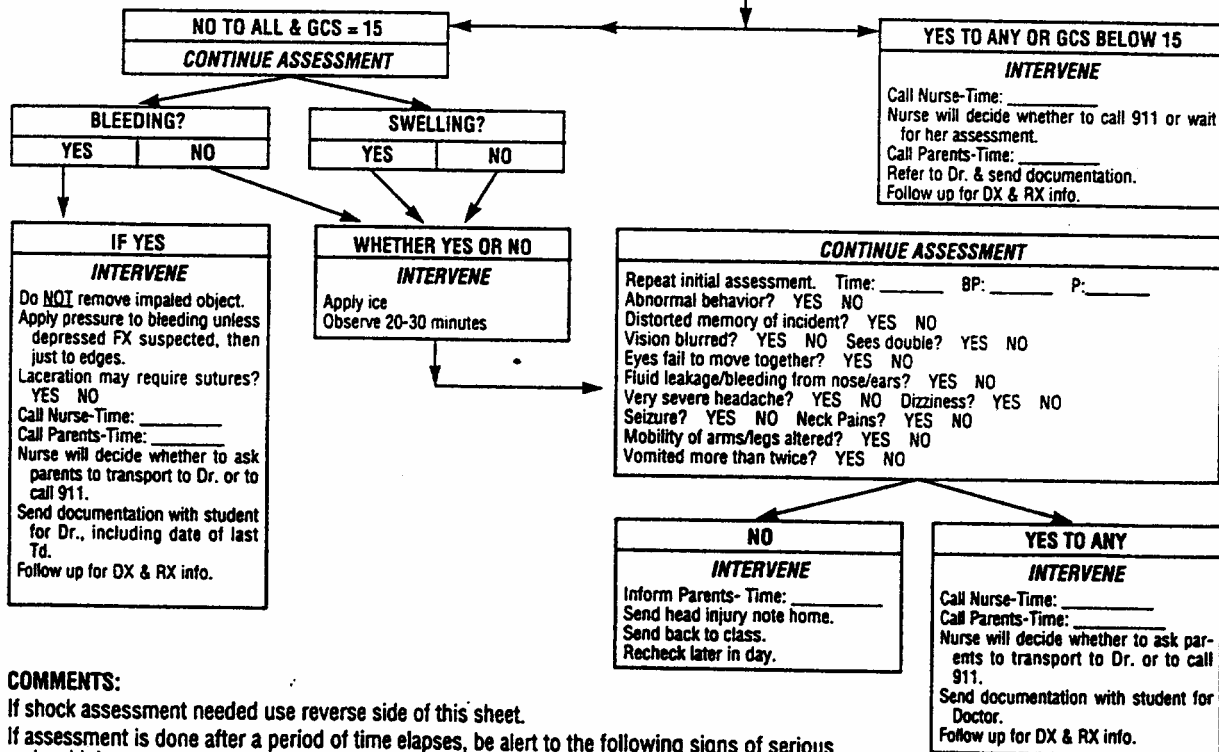 NO TO ALL & GCS = 15
CONTINUE ASSESSMENT
YES TO ANY OR GCS BELOW 15
INTERVENE
Call Nurse-Time: ________
Nurse will decide whether to call 911 or wait
for her assessment.
Call Parents-Time: ________
Refer to Dr. & send documentation.
Follow up for DX & RX info.
BLEEDING?
YES NO
SWELLING?
YES NO
IF YES
INTERVENE
Do NOT remove impaled object.
Apply pressure to bleeding unless
depressed FX suspected, then
just to edges.
Laceration may require sutures?
YES NO
Call Nurse-Time: ________
Call Parents-Time: ________
Nurse will decide whether to ask
parents to transport to Dr. or to
call 911.
Send documentation with student
for Dr., including date of last
Td.
Follow up for DX & RX info.
WHETHER YES OR NO
INTERVENE
Apply ice
Observe 20-30 minutes
CONTINUE ASSESSMENT
Repeat initial assessment. Time: ______ BP: ______ P: ______
Abnormal behavior? YES NO
Distorted memory of incident? YES NO
Vision blurred? YES NO Sees double? YES NO
Eyes fail to move together? YES NO
Fluid leakage/bleeding from nose/ears? YES NO
Very severe headache? YES NO Dizziness? YES NO
Seizure? YES NO Neck Pains? YES NO
Mobility of arms/legs altered? YES NO
Vomited more than twice? YES NO
NO
INTERVENE
Inform Parents- Time: ________
Send head injury note home.
Send back to class.
Recheck later in day.
YES TO ANY
INTERVENE
Call Nurse-Time: ________
Call Parents-Time: ________
Nurse will decide whether to ask par-
ents to transport to Dr. or to call
911.
Send documentation with student for
Doctor.
Follow up for DX & RX info.
COMMENTS:
If shock assessment needed use reverse side of this sheet.
If assessment is done after a period of time elapses, be alert to the following signs of serious